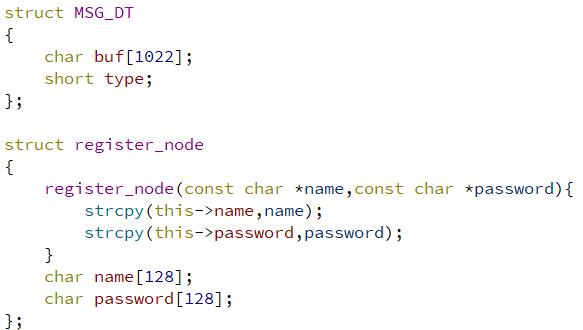 struct MSG_DT
{
    char buf[1022];
    short type;
};

struct register_node
{
    register_node(const char *name,const char *password){
        strcpy(this->name,name);
        strcpy(this->password,password);
    }
    char name[128];
    char password[128];
};